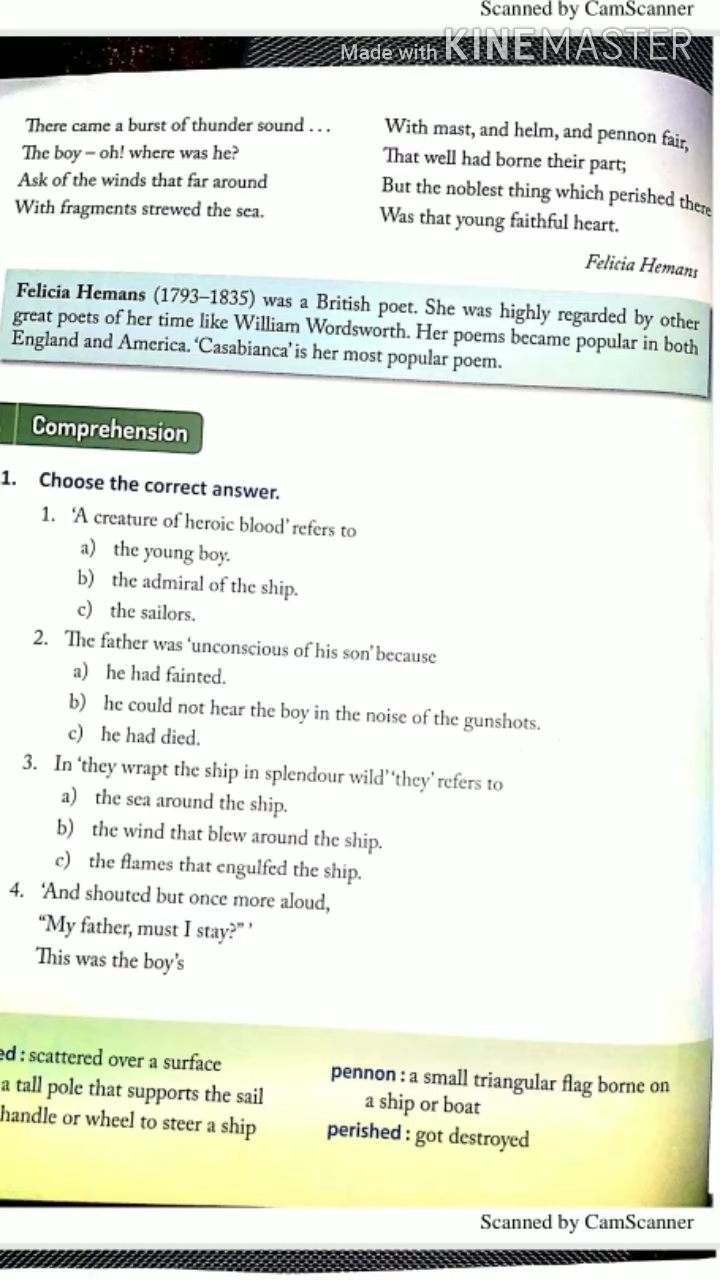 Scanned by CamScanner
Made with KINEMASTER
There came a burst of thunder sound ...
The boy – oh! where was he?
Ask of the winds that far around
With fragments strewed the sea.
With mast, and helm, and pennon fair,
That well had borne their part;
But the noblest thing which perished there
Was that young faithful heart.
Felicia Hemans
Felicia Hemans (1793–1835) was a British poet. She was highly regarded by other
great poets of her time like William Wordsworth. Her poems became popular in both
England and America. ‘Casabianca’ is her most popular poem.
Comprehension
1. Choose the correct answer.
1. ‘A creature of heroic blood’ refers to
a) the young boy.
b) the admiral of the ship.
c) the sailors.
2. The father was ‘unconscious of his son’ because
a) he had fainted.
b) he could not hear the boy in the noise of the gunshots.
c) he had died.
3. In ‘they wrapt the ship in splendour wild’ ‘they’ refers to
a) the sea around the ship.
b) the wind that blew around the ship.
c) the flames that engulfed the ship.
4. ‘And shouted but once more aloud,
“My father, must I stay?” ’
This was the boy’s
ed : scattered over a surface
a tall pole that supports the sail
handle or wheel to steer a ship
pennon : a small triangular flag borne on
a ship or boat
perished : got destroyed
Scanned by CamScanner